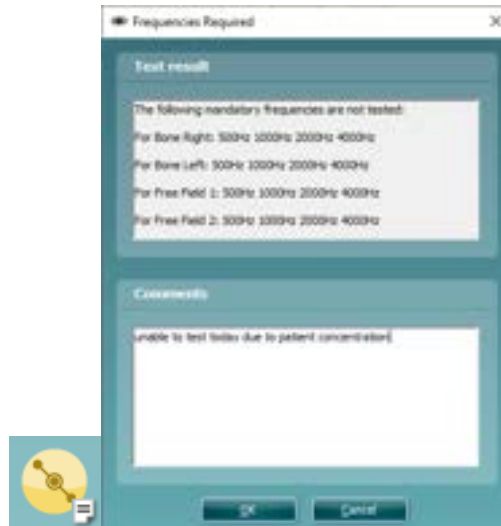 Frequencies Required
Test result
The following mandatory frequencies are not tested:
For Bone Right: 500Hz 1000Hz 2000Hz 4000Hz
For Bone Left: 500Hz 1000Hz 2000Hz 4000Hz
For Free Field 1: 500Hz 1000Hz 2000Hz 4000Hz
For Free Field 2: 500Hz 1000Hz 2000Hz 4000Hz
Comments
unable to test today due to patient concentration
OK Cancel